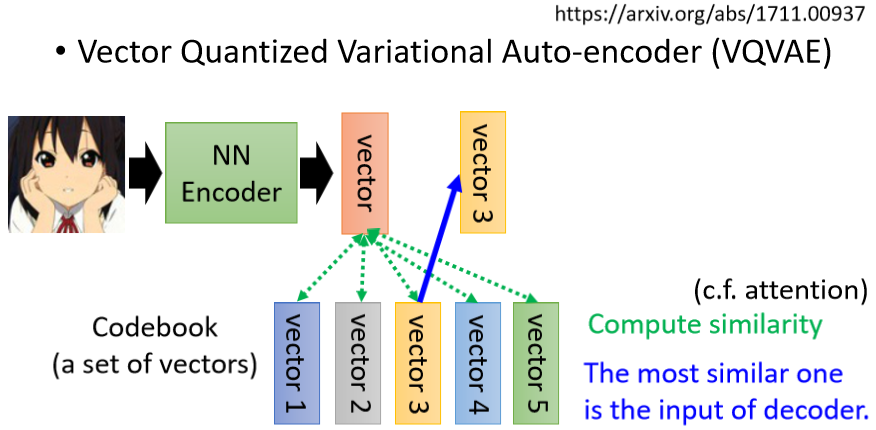 https://arxiv.org/abs/1711.00937
• Vector Quantized Variational Auto-encoder (VQVAE)
NN
Encoder
vector
vector 3
(c.f. attention)
Compute similarity
Codebook
(a set of vectors)
vector 1
vector 2
vector 3
vector 4
vector 5
The most similar one
is the input of decoder.